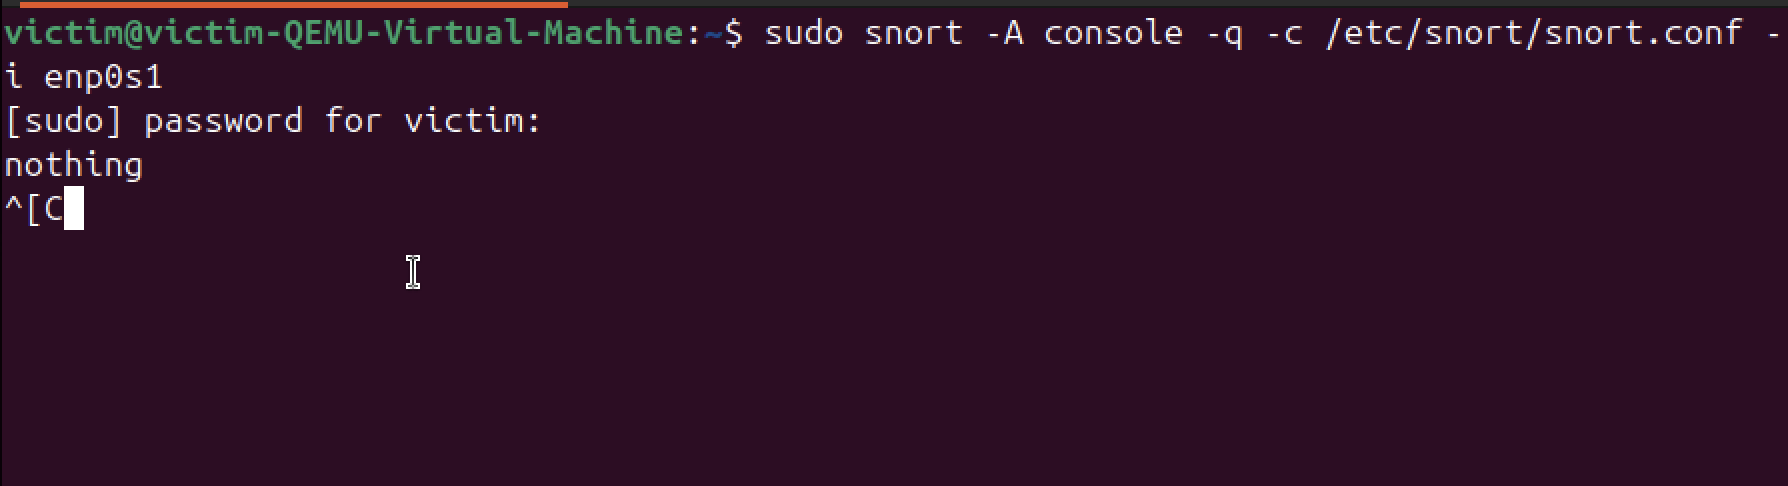 victim@victim-QEMU-Virtual-Machine:~$ sudo snort -A console -q -c /etc/snort/snort.conf -
i enp0s1
[sudo] password for victim:
nothing
^[C